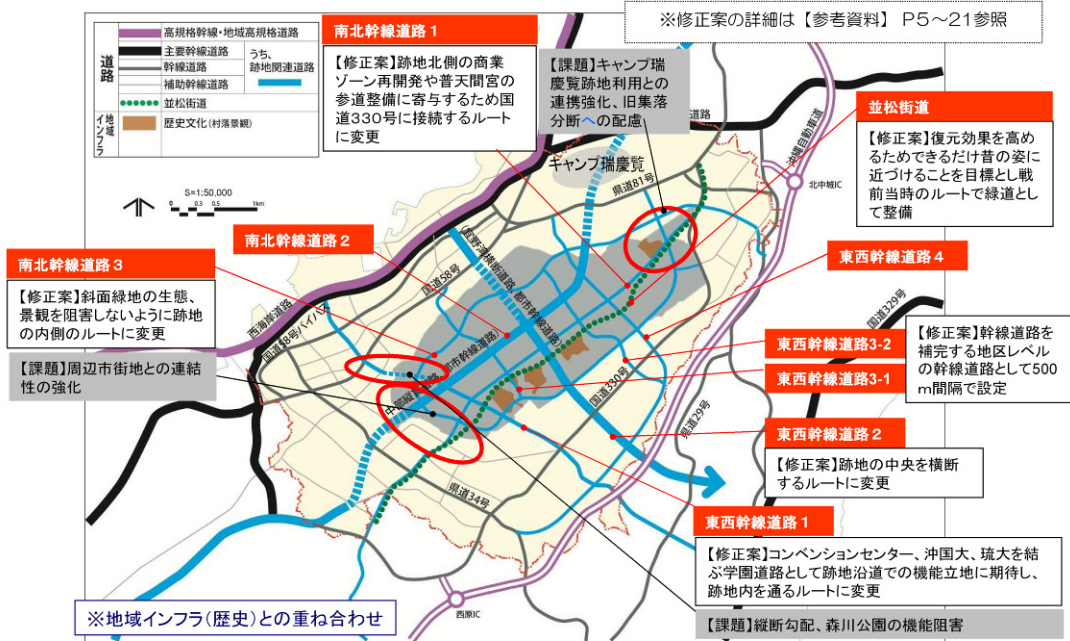 ※修正案の詳細は【参考資料】 P5～21参照
道路
高規格幹線・地域高規格道路
主要幹線道路
幹線道路
補助幹線道路
うち、
跡地関連道路
並松街道
地域インフラ
歴史文化(村落景観)
S=1:50,000
0 0.3 0.5 1km
南北幹線道路1
【修正案】跡地北側の商業
ゾーン再開発や普天間宮の
参道整備に寄与するため国
道330号に接続するルート
に変更
【課題】キャンプ瑞
慶覧跡地利用との
連携強化、旧集落
分断への配慮
並松街道
【修正案】復元効果を高め
るためできるだけ昔の姿に
近づけることを目標とし戦
前当時のルートで緑道とし
て整備
道路
沖縄自動車道
北中城IC
キャンプ瑞慶覧
県道81号
南北幹線道路2
南北幹線道路3
【修正案】斜面緑地の生態、
景観を阻害しないように跡地
の内側のルートに変更
【課題】周辺市街地との連結
性の強化
西海岸道路
国道58号バイパス
国道58号
(宜野湾横断道路、都市幹線道路)
都市幹線道路)
東西幹線道路4
国道329号
東西幹線道路3-2
東西幹線道路3-1
【修正案】幹線道路を
補完する地区レベル
の幹線道路として500
m間隔で設定
国道330号
県道29号
東西幹線道路2
【修正案】跡地の中央を横断
するルートに変更
県道34号
東西幹線道路1
【修正案】コンベンションセンター、沖国大、琉大を結
ぶ学園道路として跡地沿道での機能立地に期待し、
跡地内を通るルートに変更
【課題】縦断勾配、森川公園の機能阻害
西原IC
※地域インフラ(歴史)との重ね合わせ